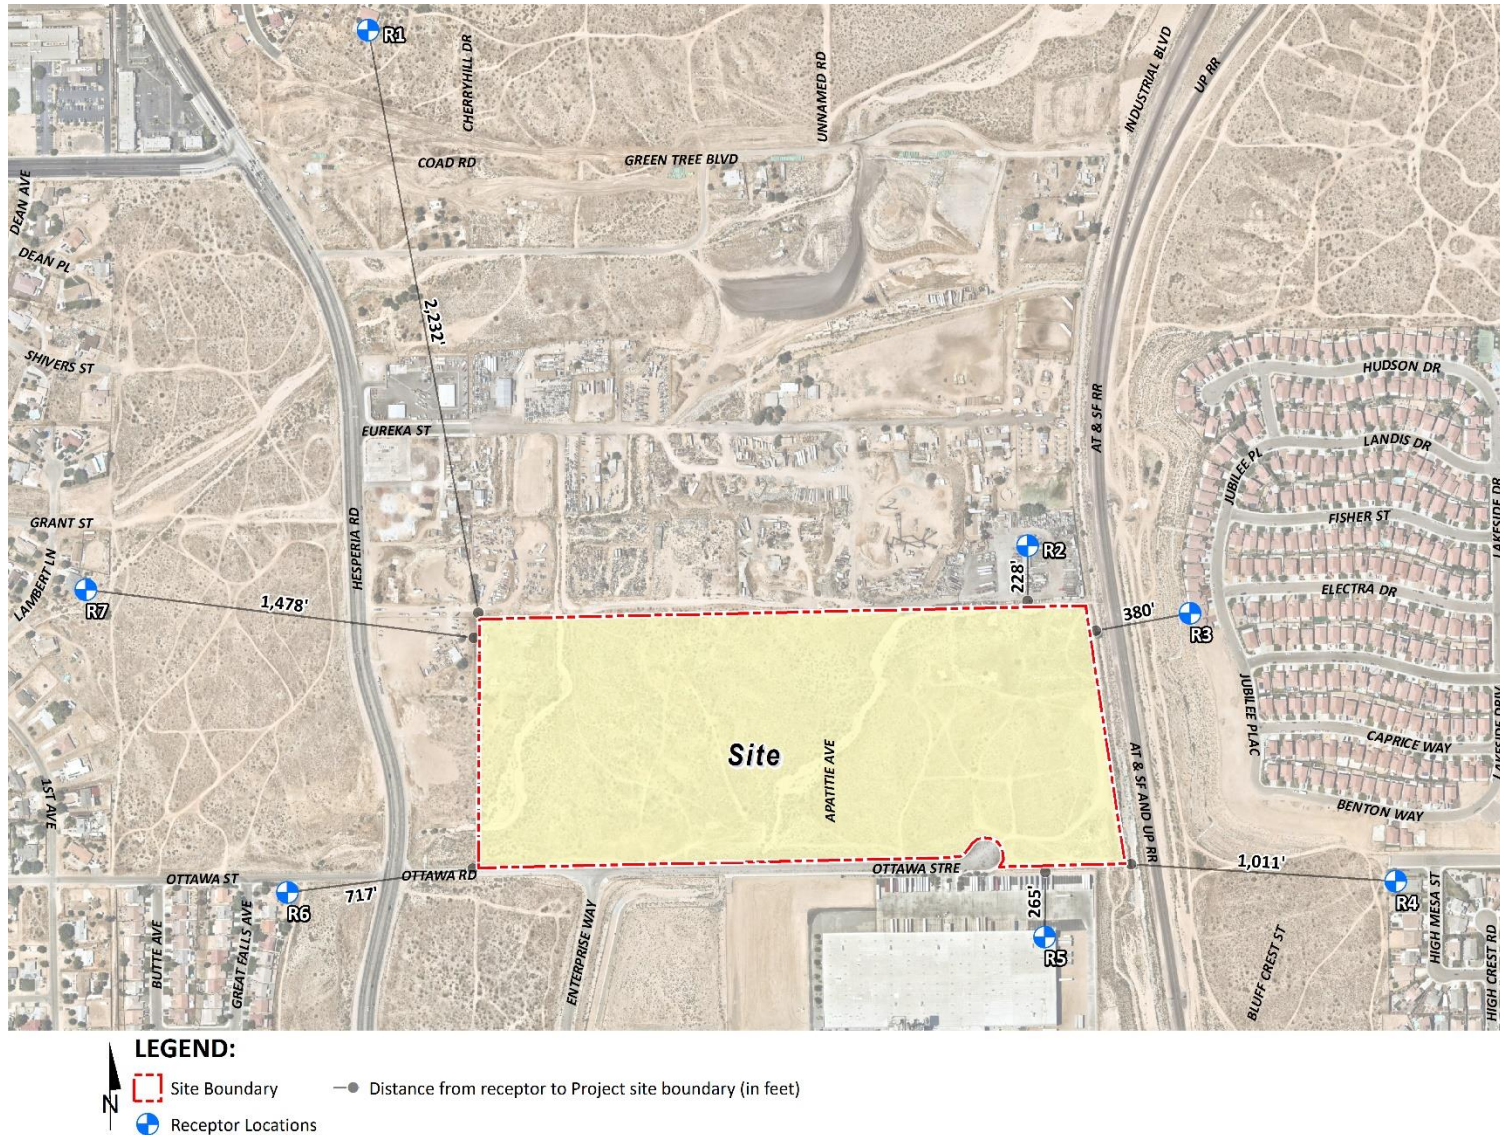 R1
CHERRYHILL DR
UNNAMED RD
INDUSTRIAL BLVD
UP RR
COAD RD
GREEN TREE BLVD
DEAN AVE
DEAN PL
2,232'
SHIVERS ST
HUDSON DR
AT & SF RR
EUREKA ST
LANDIS DR
JUBILEE PL
LAKESIDE DR
GRANT ST
HESPERIA RD
FISHER ST
R2
228'
LAMBERT LN
R7
1,478'
380'
R3
ELECTRA DR
JUBILEE PLAC
LAKESIDE DRIV
CAPRICE WAY
Site
APATITIE AVE
1ST AVE
AT & SF AND UP RR
BENTON WAY
OTTAWA ST
717'
OTTAWA RD
OTTAWA STRE
1,011'
R6
R4
265'
R5
BUTTE AVE
GREAT FALLS AVE
ENTERPRISE WAY
BLUFF CREST ST
HIGH MESA ST
HIGH CREST RD
LEGEND:
N
Site Boundary
Distance from receptor to Project site boundary (in feet)
Receptor Locations